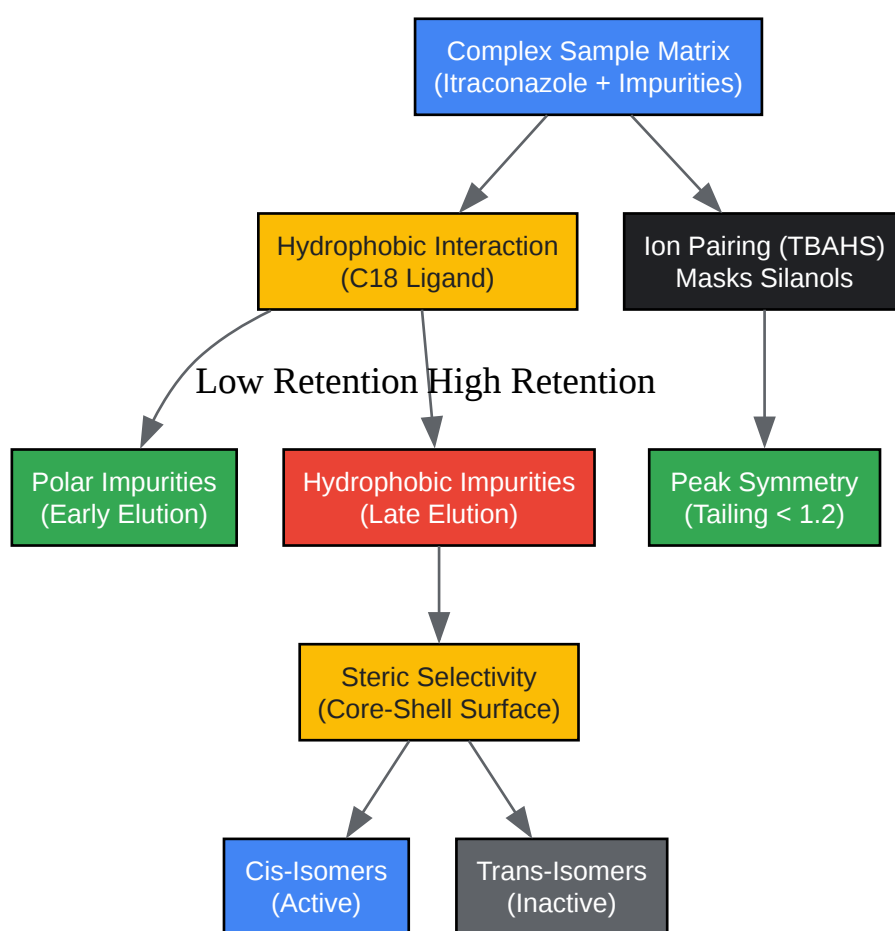 Complex Sample Matrix
(Itraconazole + Impurities)
Hydrophobic Interaction
(C18 Ligand)
Ion Pairing (TBAHS)
Masks Silanols
Low Retention
High Retention
Polar Impurities
(Early Elution)
Hydrophobic Impurities
(Late Elution)
Peak Symmetry
(Tailing < 1.2)
Steric Selectivity
(Core-Shell Surface)
Cis-Isomers
(Active)
Trans-Isomers
(Inactive)